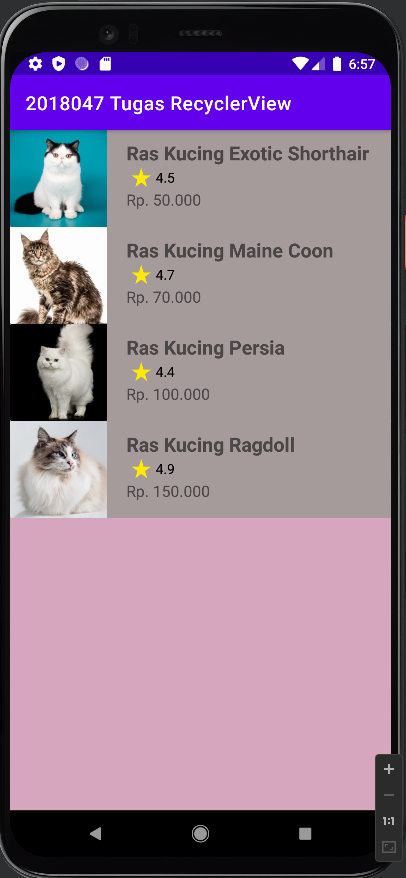 6:57
2018047 Tugas RecyclerView
Ras Kucing Exotic Shorthair
4.5
Rp. 50.000
Ras Kucing Maine Coon
4.7
Rp. 70.000
Ras Kucing Persia
4.4
Rp. 100.000
Ras Kucing Ragdoll
4.9
Rp. 150.000
1:1